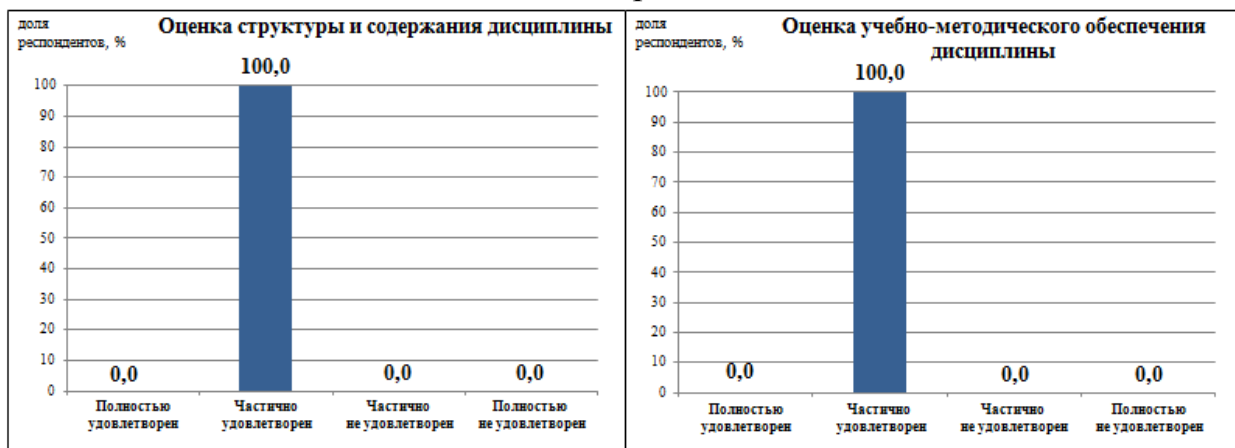 доля
респондентов, %
Оценка структуры и содержания дисциплины
100,0
100
90
80
70
60
50
40
30
20
10
0
0,0
0,0
0,0
Полностью
удовлетворен
Частично
удовлетворен
Частично
не удовлетворен
Полностью
не удовлетворен
доля
респондентов, %
Оценка учебно-методического обеспечения
дисциплины
100,0
100
90
80
70
60
50
40
30
20
10
0
0,0
0,0
0,0
Полностью
удовлетворен
Частично
удовлетворен
Частично
не удовлетворен
Полностью
не удовлетворен